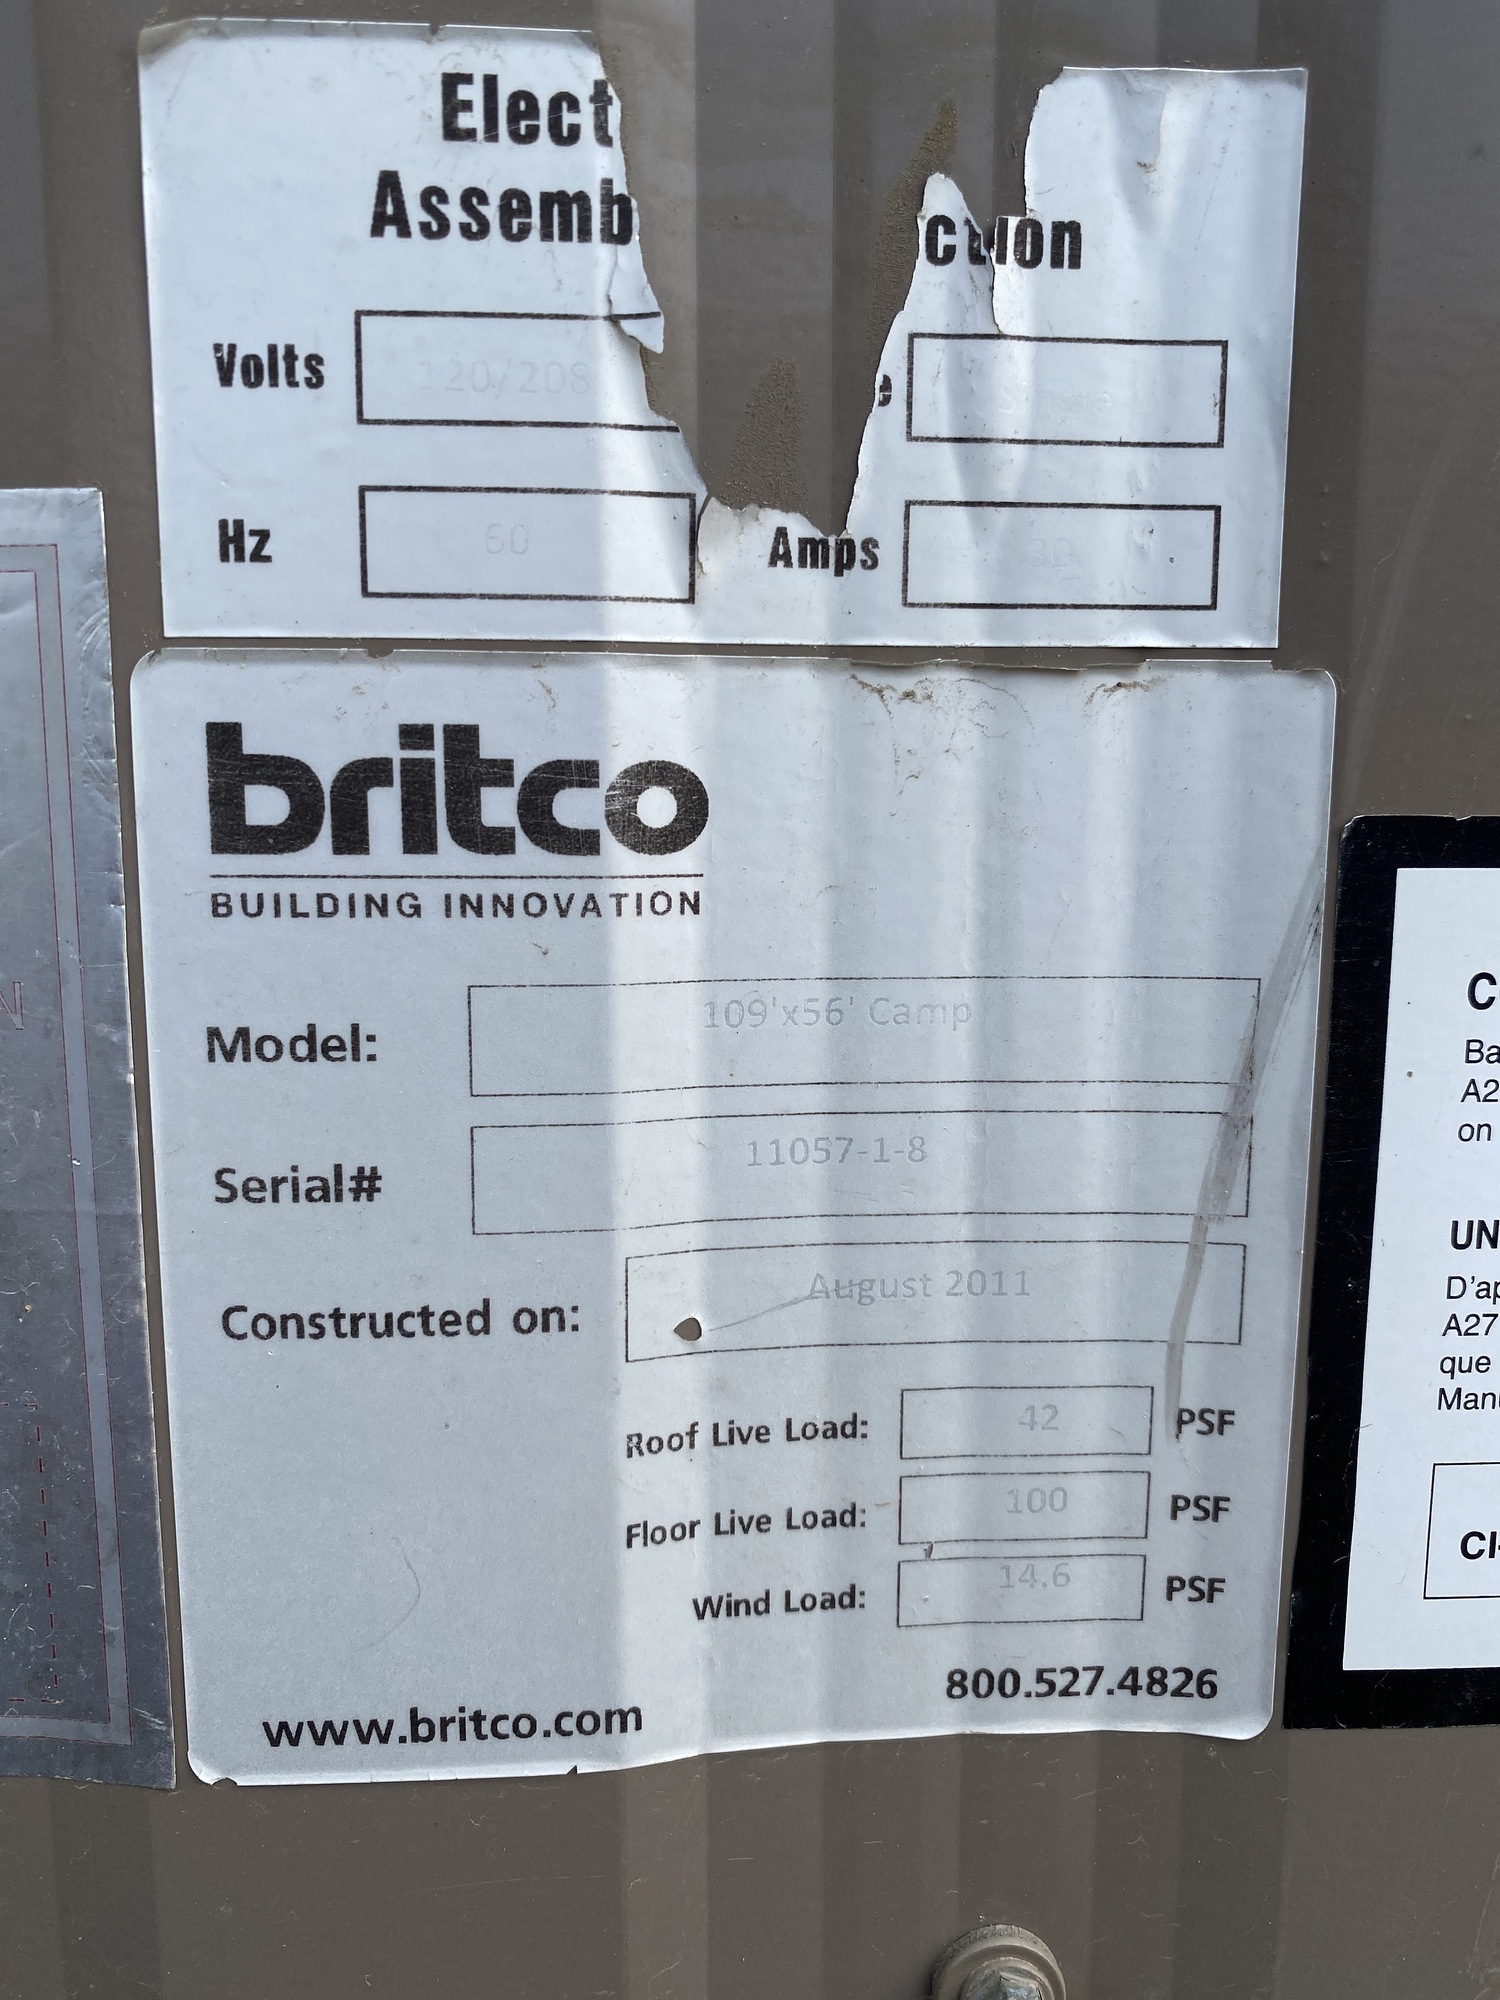 Elect
Assemb ction
Volts 120/208 e Single
Hz 60 Amps 30
britco
BUILDING INNOVATION
Model: 109'x56' Camp
Serial# 11057-1-8
Constructed on: August 2011
Roof Live Load: 42 PSF
Floor Live Load: 100 PSF
Wind Load: 14.6 PSF
800.527.4826
www.britco.com
N
C
Ba
A2
on
UN
D'ap
A27
que
Manu